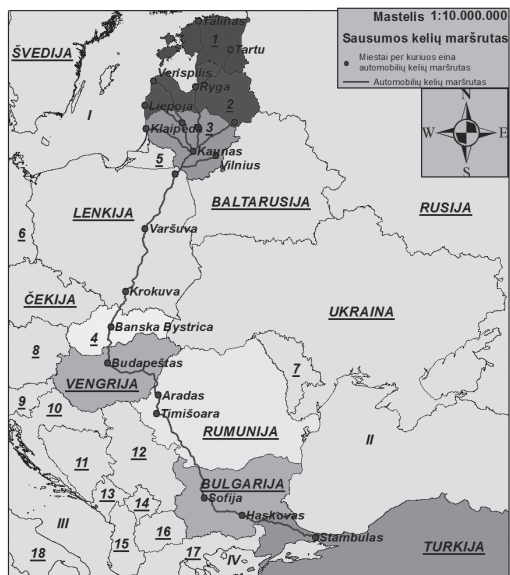 Mastelis 1:10.000.000
Sausumos kelių maršrutas
Miestai per kuriuos eina
automobilių kelių maršrutas
Automobilių kelių maršrutas
N
W E
S
Talinas
1
Tartu
ŠVEDIJA
Venspilis
Ryga
Liepoja
2
I
Klaipėda
3
Kaunas
5
Vilnius
BALTARUSIJA
LENKIJA
RUSIJA
Varšuva
6
Krokuva
ČEKIJA
UKRAINA
Banska Bystrica
4
8
Budapeštas
7
VENGRIJA
9
10
Aradas
Timišoara
RUMUNIJA
II
11
12
BULGARIJA
13
14
Sofija
Haskovas
III
16
Stambulas
15
17
18
IV
TURKIJA